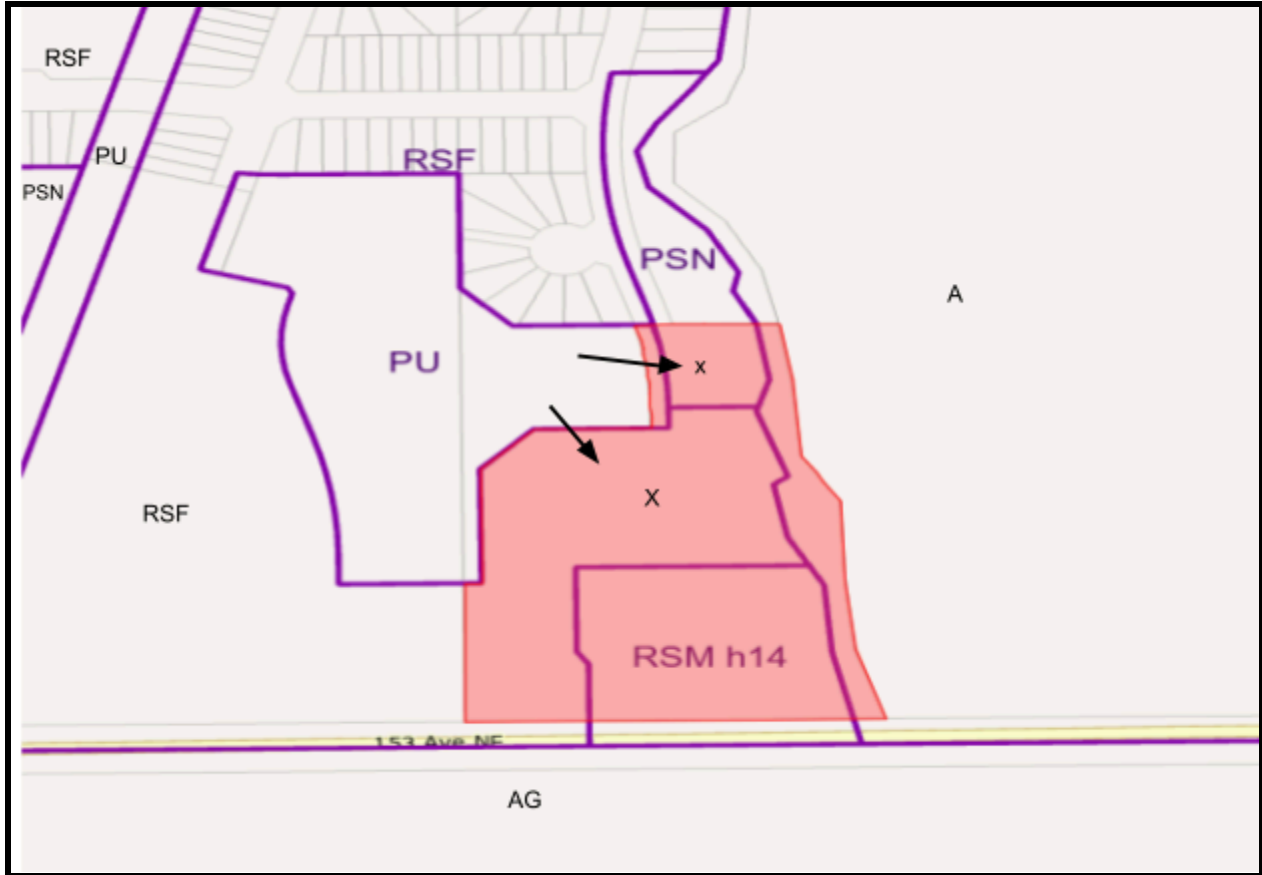 RSF
PU
PSN
RSF
PSN
A
PU
x
X
RSF
RSM h14
153 Ave NE
AG